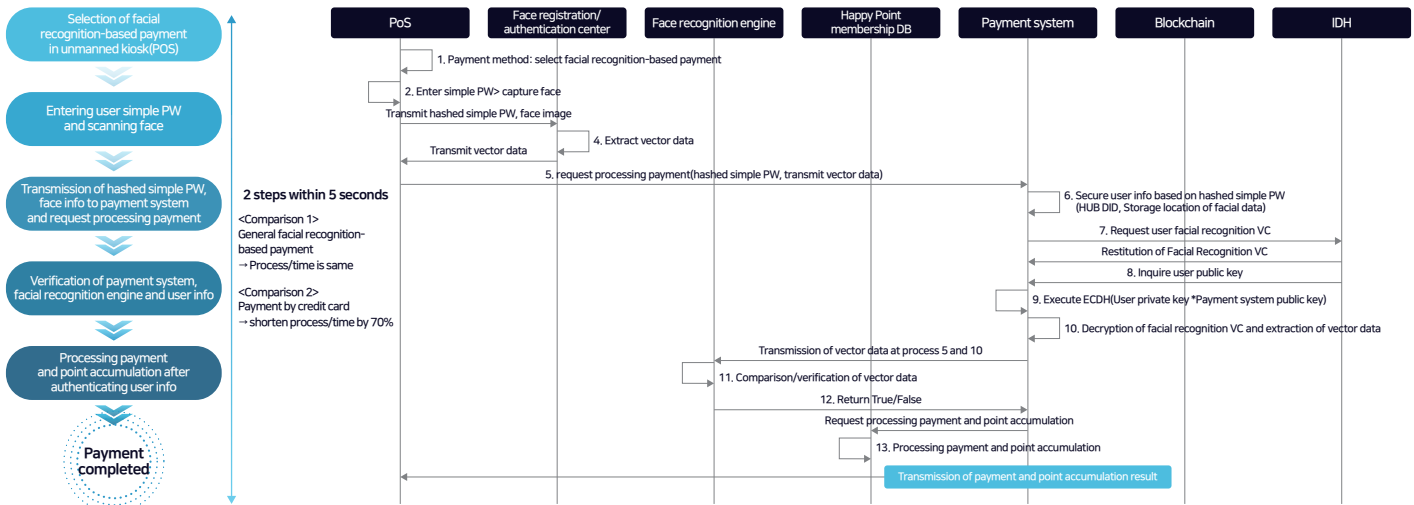 Selection of facial
recognition-based payment
in unmanned kiosk(POS)
Entering user simple PW
and scanning face
Transmission of hashed simple PW,
face info to payment system
and request processing payment
Verification of payment system,
facial recognition engine and user info
Processing payment
and point accumulation after
authenticating user info
Payment
completed
2 steps within 5 seconds
<Comparison 1>
General facial recognition-
based payment
→ Process/time is same
<Comparison 2>
Payment by credit card
→ shorten process/time by 70%
PoS
Face registration/
authentication center
Face recognition engine
Happy Point
membership DB
Payment system
Blockchain
IDH
1. Payment method: select facial recognition-based payment
2. Enter simple PW> capture face
Transmit hashed simple PW, face image
4. Extract vector data
Transmit vector data
5. request processing payment(hashed simple PW, transmit vector data)
6. Secure user info based on hashed simple PW
(HUB DID, Storage location of facial data)
7. Request user facial recognition VC
Restitution of Facial Recognition VC
8. Inquire user public key
9. Execute ECDH(User private key *Payment system public key)
10. Decryption of facial recognition VC and extraction of vector data
Transmission of vector data at process 5 and 10
11. Comparison/verification of vector data
12. Return True/False
Request processing payment and point accumulation
13. Processing payment and point accumulation
Transmission of payment and point accumulation result